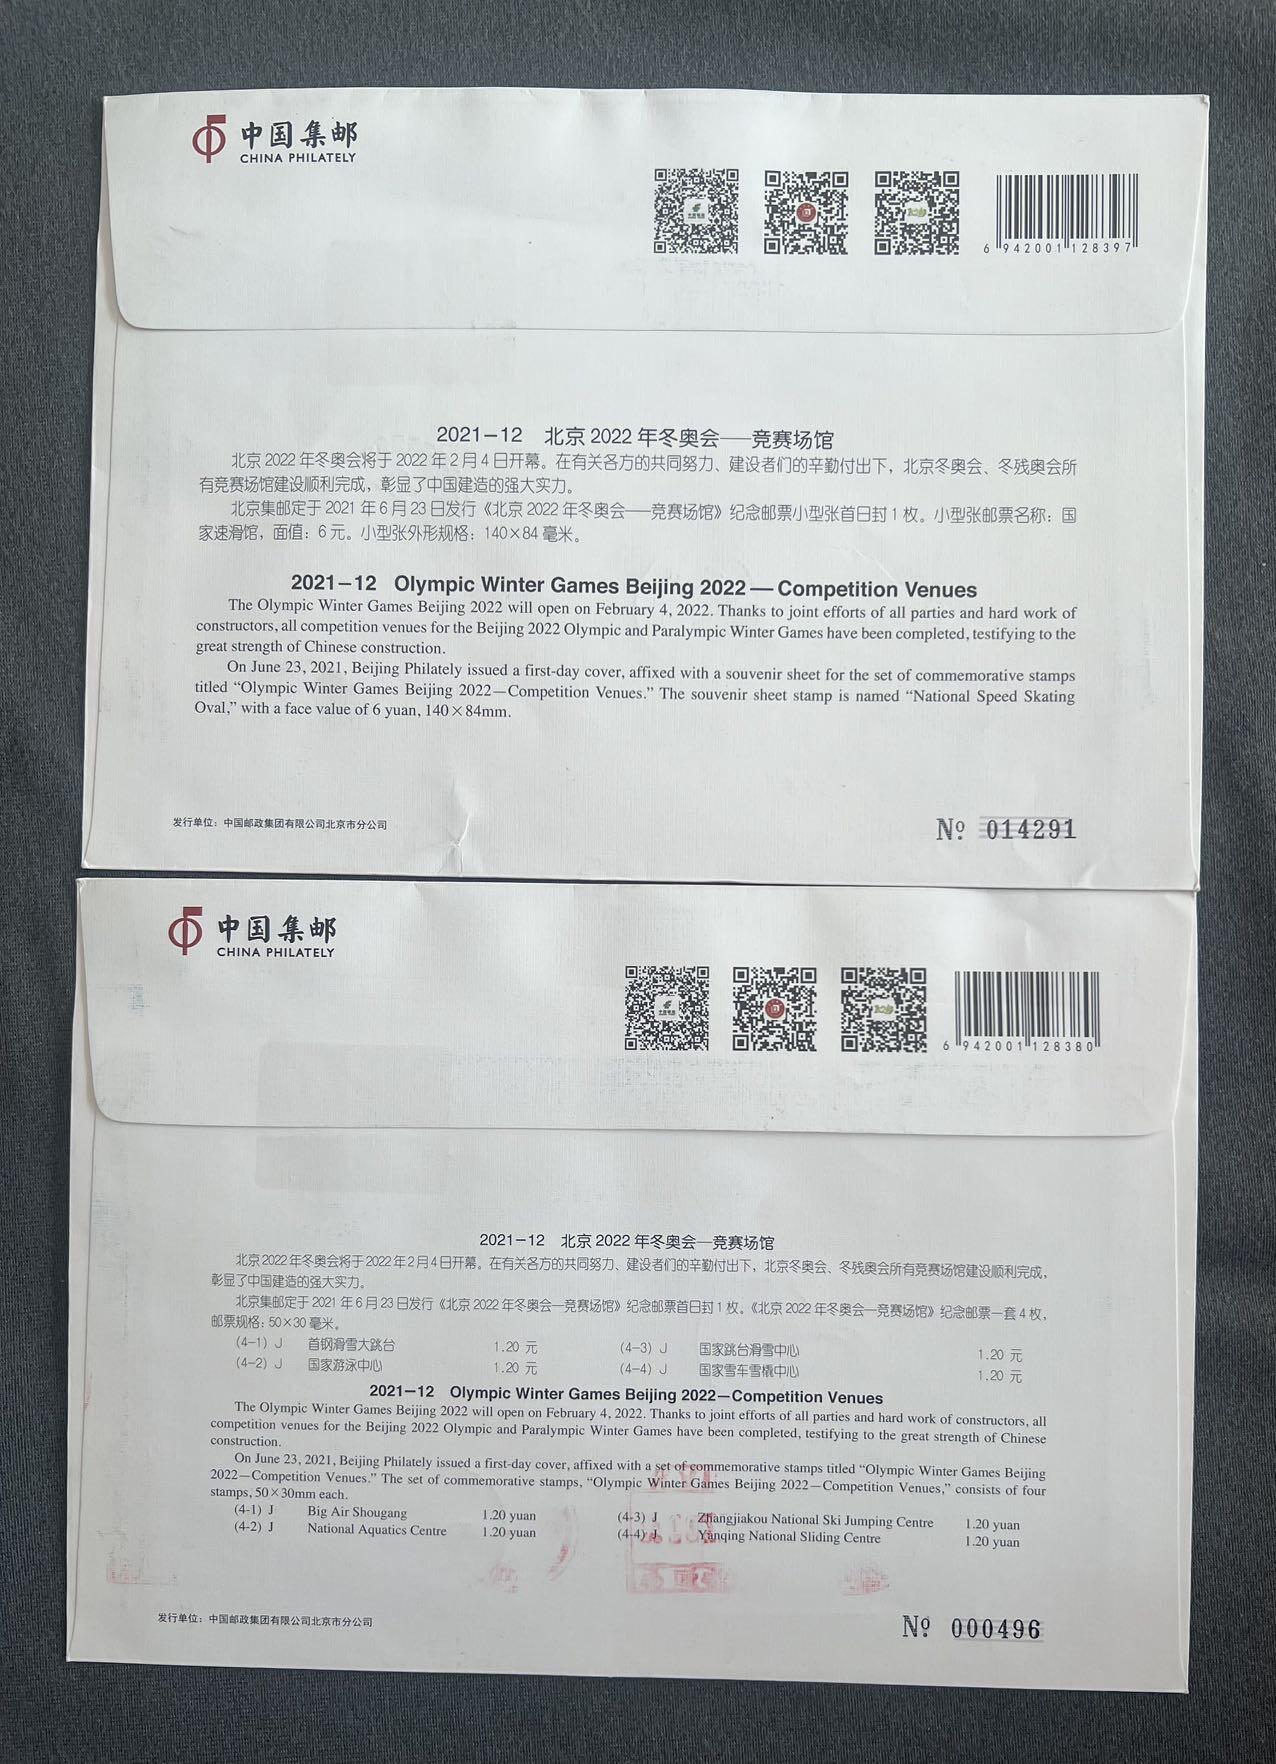 中国集邮
CHINA PHILATELY
6 942001 128397
2021-12 北京 2022 年冬奥会——竞赛场馆
北京 2022 年冬奥会将于 2022 年 2 月 4 日开幕。在有关各方的共同努力、建设者们的辛勤付出下，北京冬奥会、冬残奥会所
有竞赛场馆建设顺利完成，彰显了中国建造的强大实力。
北京集邮定于 2021 年 6 月 23 日发行《北京 2022 年冬奥会——竞赛场馆》纪念邮票小型张首日封 1 枚。小型张邮票名称：国
家速滑馆，面值：6 元。小型张外形规格：140×84 毫米。
2021-12 Olympic Winter Games Beijing 2022 — Competition Venues
The Olympic Winter Games Beijing 2022 will open on February 4, 2022. Thanks to joint efforts of all parties and hard work of
constructors, all competition venues for the Beijing 2022 Olympic and Paralympic Winter Games have been completed, testifying to the
great strength of Chinese construction.
On June 23, 2021, Beijing Philately issued a first-day cover, affixed with a souvenir sheet for the set of commemorative stamps
titled “Olympic Winter Games Beijing 2022—Competition Venues.” The souvenir sheet stamp is named “National Speed Skating
Oval,” with a face value of 6 yuan, 140×84mm.
发行单位：中国邮政集团有限公司北京市分公司
№ 014291
中国集邮
CHINA PHILATELY
6 942001 128380
2021-12 北京 2022 年冬奥会—竞赛场馆
北京 2022 年冬奥会将于 2022 年 2 月 4 日开幕。在有关各方的共同努力、建设者们的辛勤付出下，北京冬奥会、冬残奥会所有竞赛场馆建设顺利完成，
彰显了中国建造的强大实力。
北京集邮定于 2021 年 6 月 23 日发行《北京 2022 年冬奥会—竞赛场馆》纪念邮票首日封 1 枚。《北京 2022 年冬奥会—竞赛场馆》纪念邮票一套 4 枚，
邮票规格：50×30 毫米。
(4-1) J 首钢滑雪大跳台 1.20 元 (4-3) J 国家跳台滑雪中心 1.20 元
(4-2) J 国家游泳中心 1.20 元 (4-4) J 国家雪车雪橇中心 1.20 元
2021-12 Olympic Winter Games Beijing 2022—Competition Venues
The Olympic Winter Games Beijing 2022 will open on February 4, 2022. Thanks to joint efforts of all parties and hard work of constructors, all
competition venues for the Beijing 2022 Olympic and Paralympic Winter Games have been completed, testifying to the great strength of Chinese
construction.
On June 23, 2021, Beijing Philately issued a first-day cover, affixed with a set of commemorative stamps titled “Olympic Winter Games Beijing
2022—Competition Venues.” The set of commemorative stamps, “Olympic Winter Games Beijing 2022—Competition Venues,” consists of four
stamps, 50×30mm each.
(4-1) J Big Air Shougang 1.20 yuan (4-3) J Zhangjiakou National Ski Jumping Centre 1.20 yuan
(4-2) J National Aquatics Centre 1.20 yuan (4-4) J Yanqing National Sliding Centre 1.20 yuan
发行单位：中国邮政集团有限公司北京市分公司
№ 000496